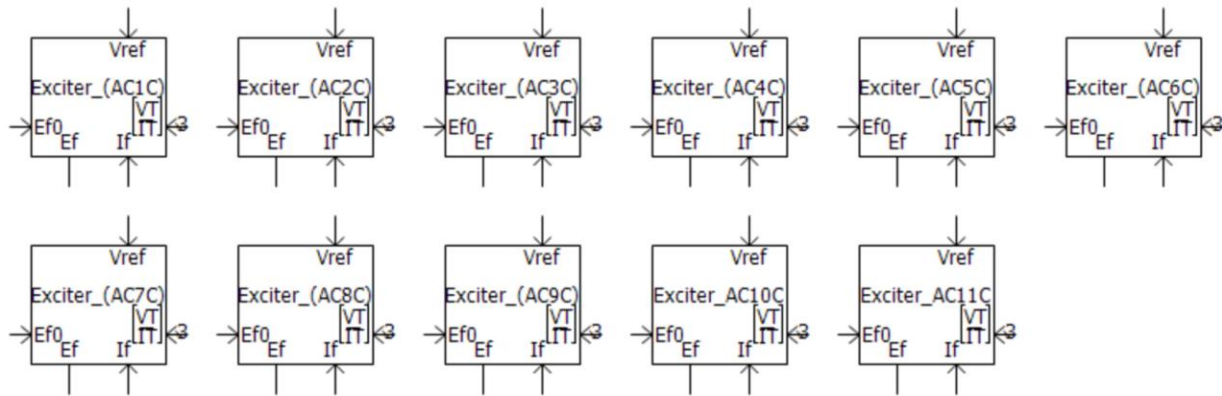 Vref Vref Vref Vref Vref Vref
Exciter_(AC1C) Exciter_(AC2C) Exciter_(AC3C) Exciter_(AC4C) Exciter_(AC5C) Exciter_(AC6C)
VT VT VT VT VT VT
Ef0 IT 3 Ef0 IT 3 Ef0 IT 3 Ef0 IT 3 Ef0 IT 3 Ef0 IT 3
Ef If Ef If Ef If Ef If Ef If Ef If
Vref Vref Vref Vref Vref
Exciter_(AC7C) Exciter_(AC8C) Exciter_(AC9C) Exciter_AC10C Exciter_AC11C
VT VT VT VT VT
Ef0 IT 3 Ef0 IT 3 Ef0 IT 3 Ef0 IT 3 Ef0 IT 3
Ef If Ef If Ef If Ef If Ef If